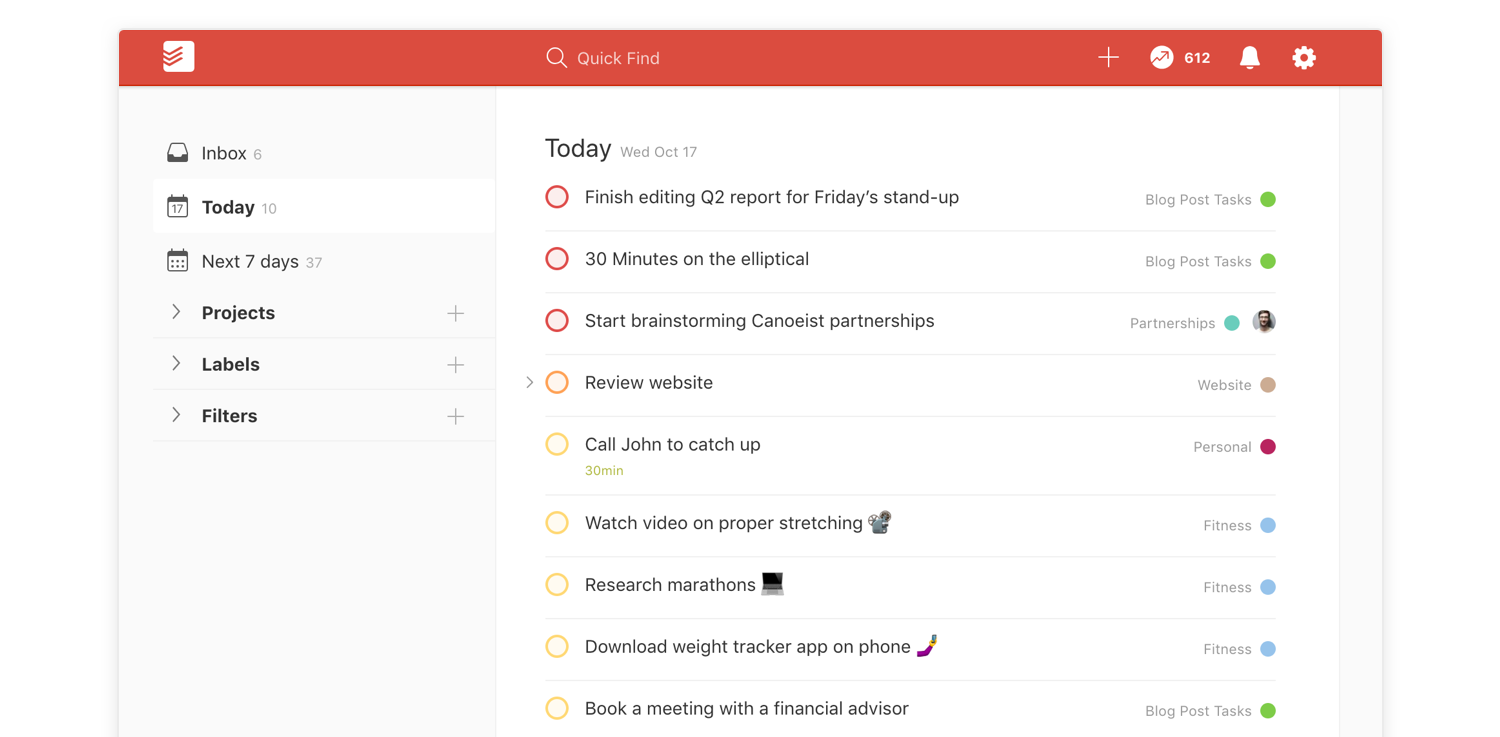 Quick Find
612
Inbox 6
17
Today 10
Next 7 days 37
Projects
Labels
Filters
Today Wed Oct 17
Finish editing Q2 report for Friday’s stand-up Blog Post Tasks
30 Minutes on the elliptical Blog Post Tasks
Start brainstorming Canoeist partnerships Partnerships
Review website Website
Call John to catch up Personal
30min
Watch video on proper stretching Fitness
Research marathons Fitness
Download weight tracker app on phone Fitness
Book a meeting with a financial advisor Blog Post Tasks